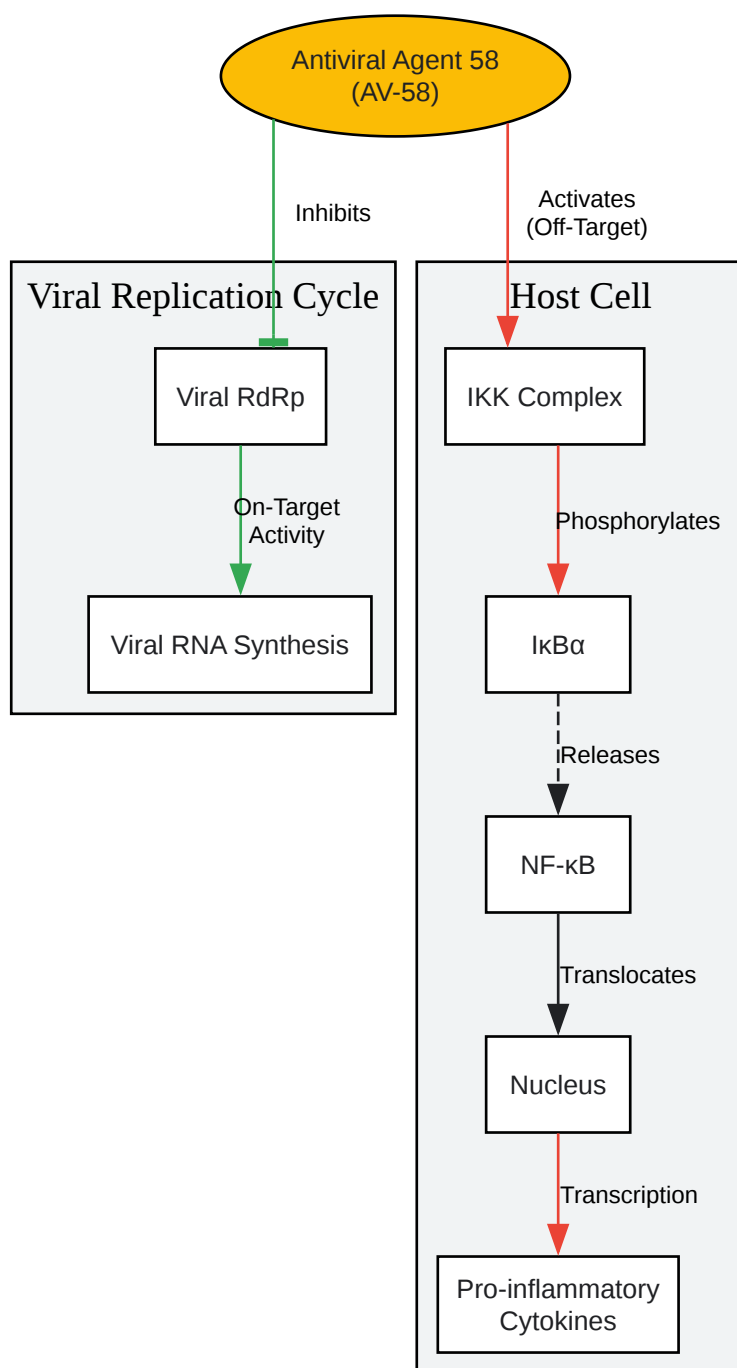 Antiviral Agent 58
(AV-58)
Inhibits
Activates
(Off-Target)
Viral Replication Cycle
Viral RdRp
On-Target
Activity
Viral RNA Synthesis
Host Cell
IKK Complex
Phosphorylates
IκBα
Releases
NF-κB
Translocates
Nucleus
Transcription
Pro-inflammatory
Cytokines